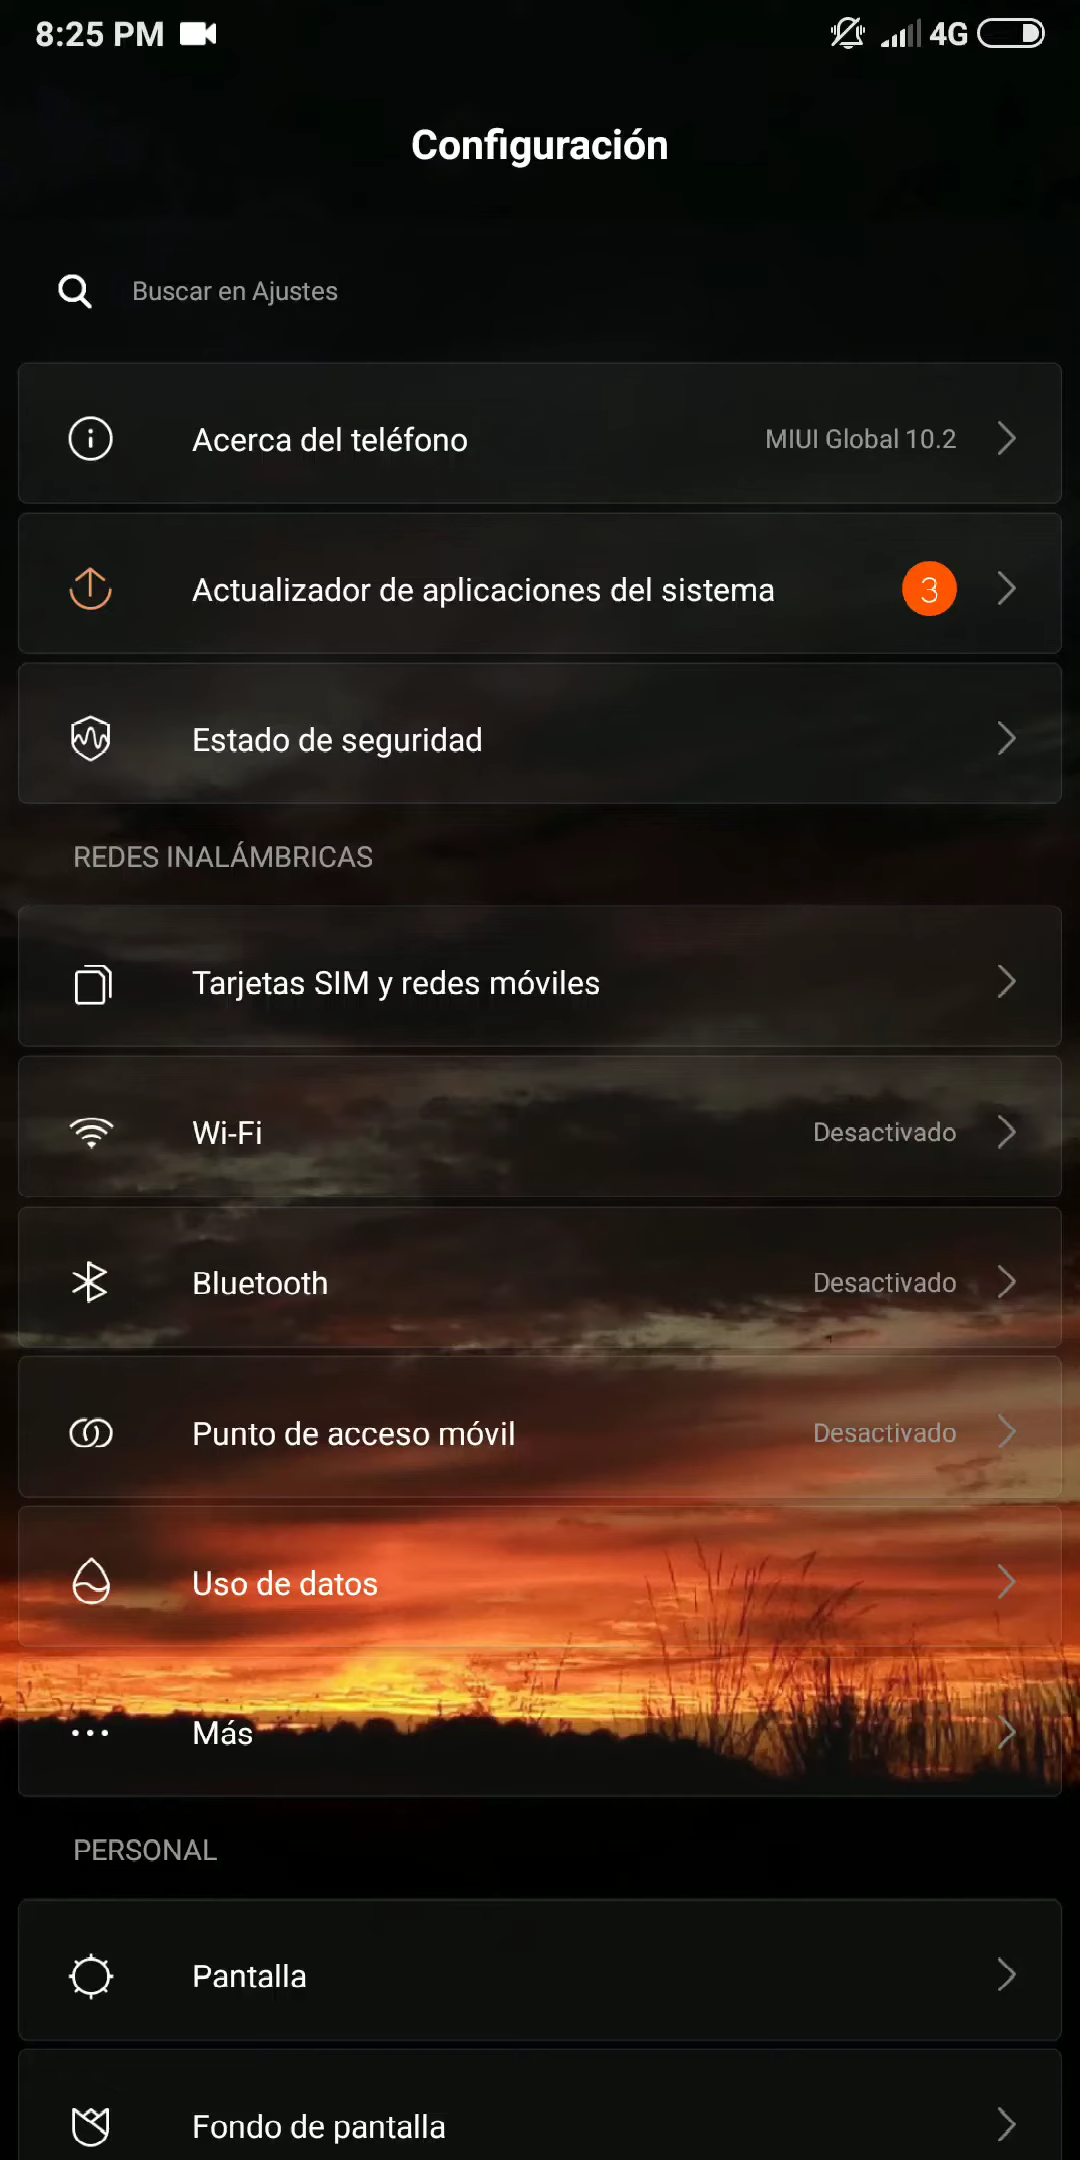 8:25 PM
4G
Configuración
Buscar en Ajustes
Acerca del teléfono MIUI Global 10.2
Actualizador de aplicaciones del sistema 3
Estado de seguridad
REDES INALÁMBRICAS
Tarjetas SIM y redes móviles
Wi-Fi Desactivado
Bluetooth Desactivado
Punto de acceso móvil Desactivado
Uso de datos
Más
PERSONAL
Pantalla
Fondo de pantalla